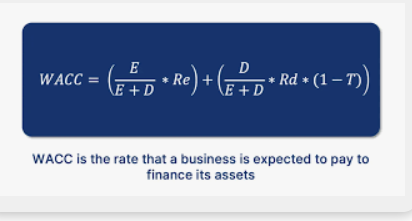 WACC = (E/(E + D) * Re) + (D/(E + D) * Rd * (1 − T))
WACC is the rate that a business is expected to pay to
finance its assets